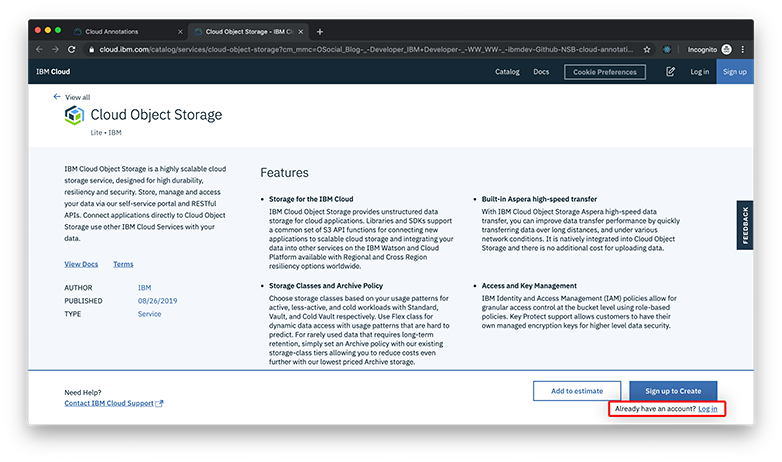 Cloud Annotations
Cloud Object Storage - IBM C
cloud.ibm.com/catalog/services/cloud-object-storage?cm_mmc=OSocial_Blog-_-Developer_IBM+Developer-_-WW_WW-_-ibmdev-Github-NSB-cloud-annotati...
Incognito
IBM Cloud
Catalog
Docs
Cookie Preferences
Log in
Sign up
View all
Cloud Object Storage
Lite • IBM
IBM Cloud Object Storage is a highly scalable cloud
storage service, designed for high durability,
resiliency and security. Store, manage and access
your data via our self-service portal and RESTful
APIs. Connect applications directly to Cloud Object
Storage use other IBM Cloud Services with your
data.
View Docs
Terms
AUTHOR IBM
PUBLISHED 08/26/2019
TYPE Service
Features
• Storage for the IBM Cloud
IBM Cloud Object Storage provides unstructured data
storage for cloud applications. Libraries and SDKs support
a common set of S3 API functions for connecting new
applications to scalable cloud storage and integrating your
data into other services on the IBM Watson and Cloud
Platform available with Regional and Cross Region
resiliency options worldwide.
• Storage Classes and Archive Policy
Choose storage classes based on your usage patterns for
active, less-active, and cold workloads with Standard,
Vault, and Cold Vault respectively. Use Flex class for
dynamic data access with usage patterns that are hard to
predict. For rarely used data that requires long-term
retention, simply set an Archive policy with our existing
storage-class tiers allowing you to reduce costs even
further with our lowest priced Archive storage.
• Built-in Aspera high-speed transfer
With IBM Cloud Object Storage Aspera high-speed data
transfer, you can improve data transfer performance by quickly
transferring data over long distances, and under various
network conditions. It is natively integrated into Cloud Object
Storage and there is no additional cost for uploading data.
• Access and Key Management
IBM Identity and Access Management (IAM) policies allow for
granular access control at the bucket level using role-based
policies. Key Protect support allows customers to have their
own managed encryption keys for higher level data security.
FEEDBACK
Need Help?
Contact IBM Cloud Support
Add to estimate
Sign up to Create
Already have an account? Log in